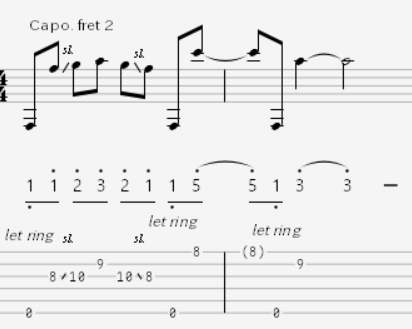 Capo. fret 2
sl. sl.
4
4
1 1 2 3 2 1 1 5 5 1 3 3 –
let ring sl. sl. let ring let ring
8 (8)
9 9
8 10 10 8
0 0 0